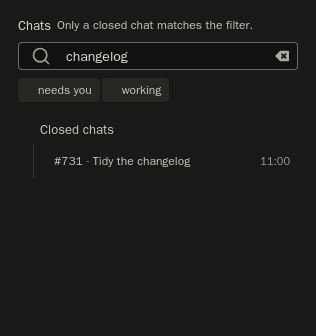 Chats Only a closed chat matches the filter.
changelog
needs you working
Closed chats
#731 · Tidy the changelog 11:00